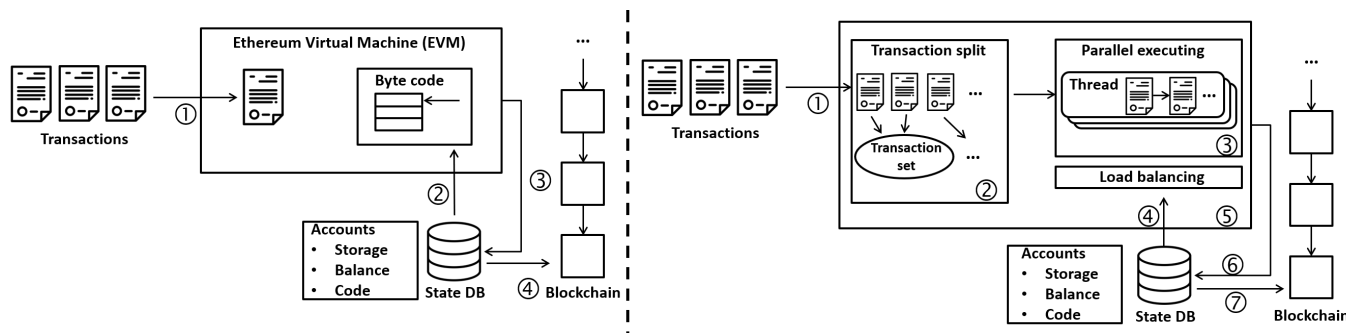 Ethereum Virtual Machine (EVM)
Byte code
Transactions
①
②
③
④
Accounts
• Storage
• Balance
• Code
State DB
Blockchain
...
Transaction split
...
Transaction
set
...
②
Parallel executing
Thread
...
③
Load balancing
Transactions
①
④
⑤
Accounts
• Storage
• Balance
• Code
State DB
⑥
⑦
Blockchain
...